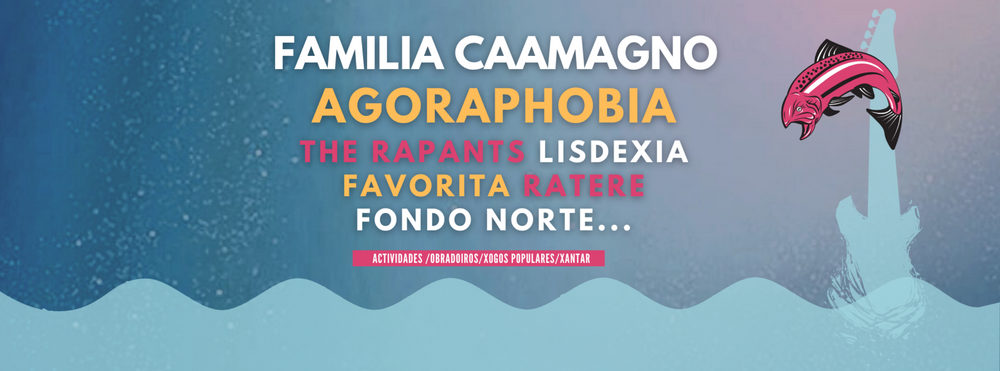 FAMILIA CAAMAGNO
AGORAPHOBIA
THE RAPANTS LISDEXIA
FAVORITA RATERE
FONDO NORTE...
ACTIVIDADES /OBRADOIROS/XOGOS POPULARES/XANTAR